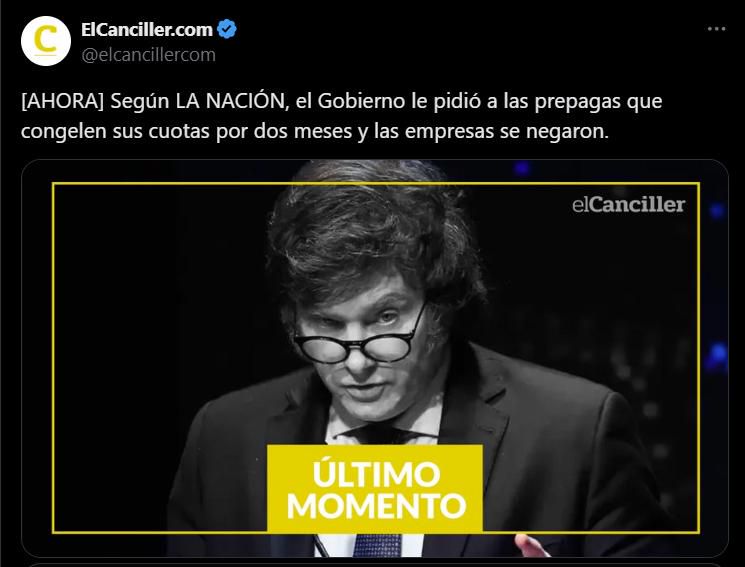 ElCanciller.com
@elcancillercom
[AHORA] Según LA NACIÓN, el Gobierno le pidió a las prepagas que
congelen sus cuotas por dos meses y las empresas se negaron.
elCanciller
ÚLTIMO
MOMENTO